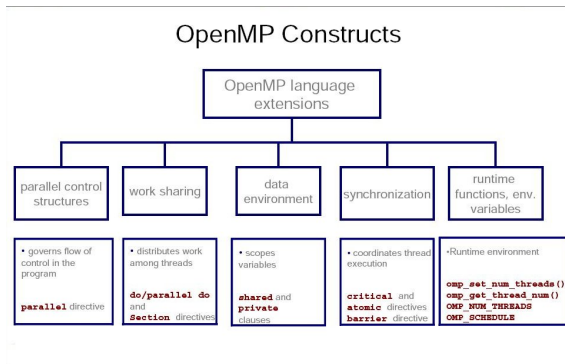 OpenMP Constructs
OpenMP language
extensions
parallel control
structures
work sharing
data
environment
synchronization
runtime
functions, env.
variables
• governs flow of
control in the
program
parallel directive
• distributes work
among threads
do/parallel do
and
Section directives
• scopes
variables
shared and
private
clauses
• coordinates thread
execution
critical and
atomic directives
barrier directive
•Runtime environment
omp_set_num_threads()
omp_get_thread_num()
OMP_NUM_THREADS
OMP_SCHEDULE